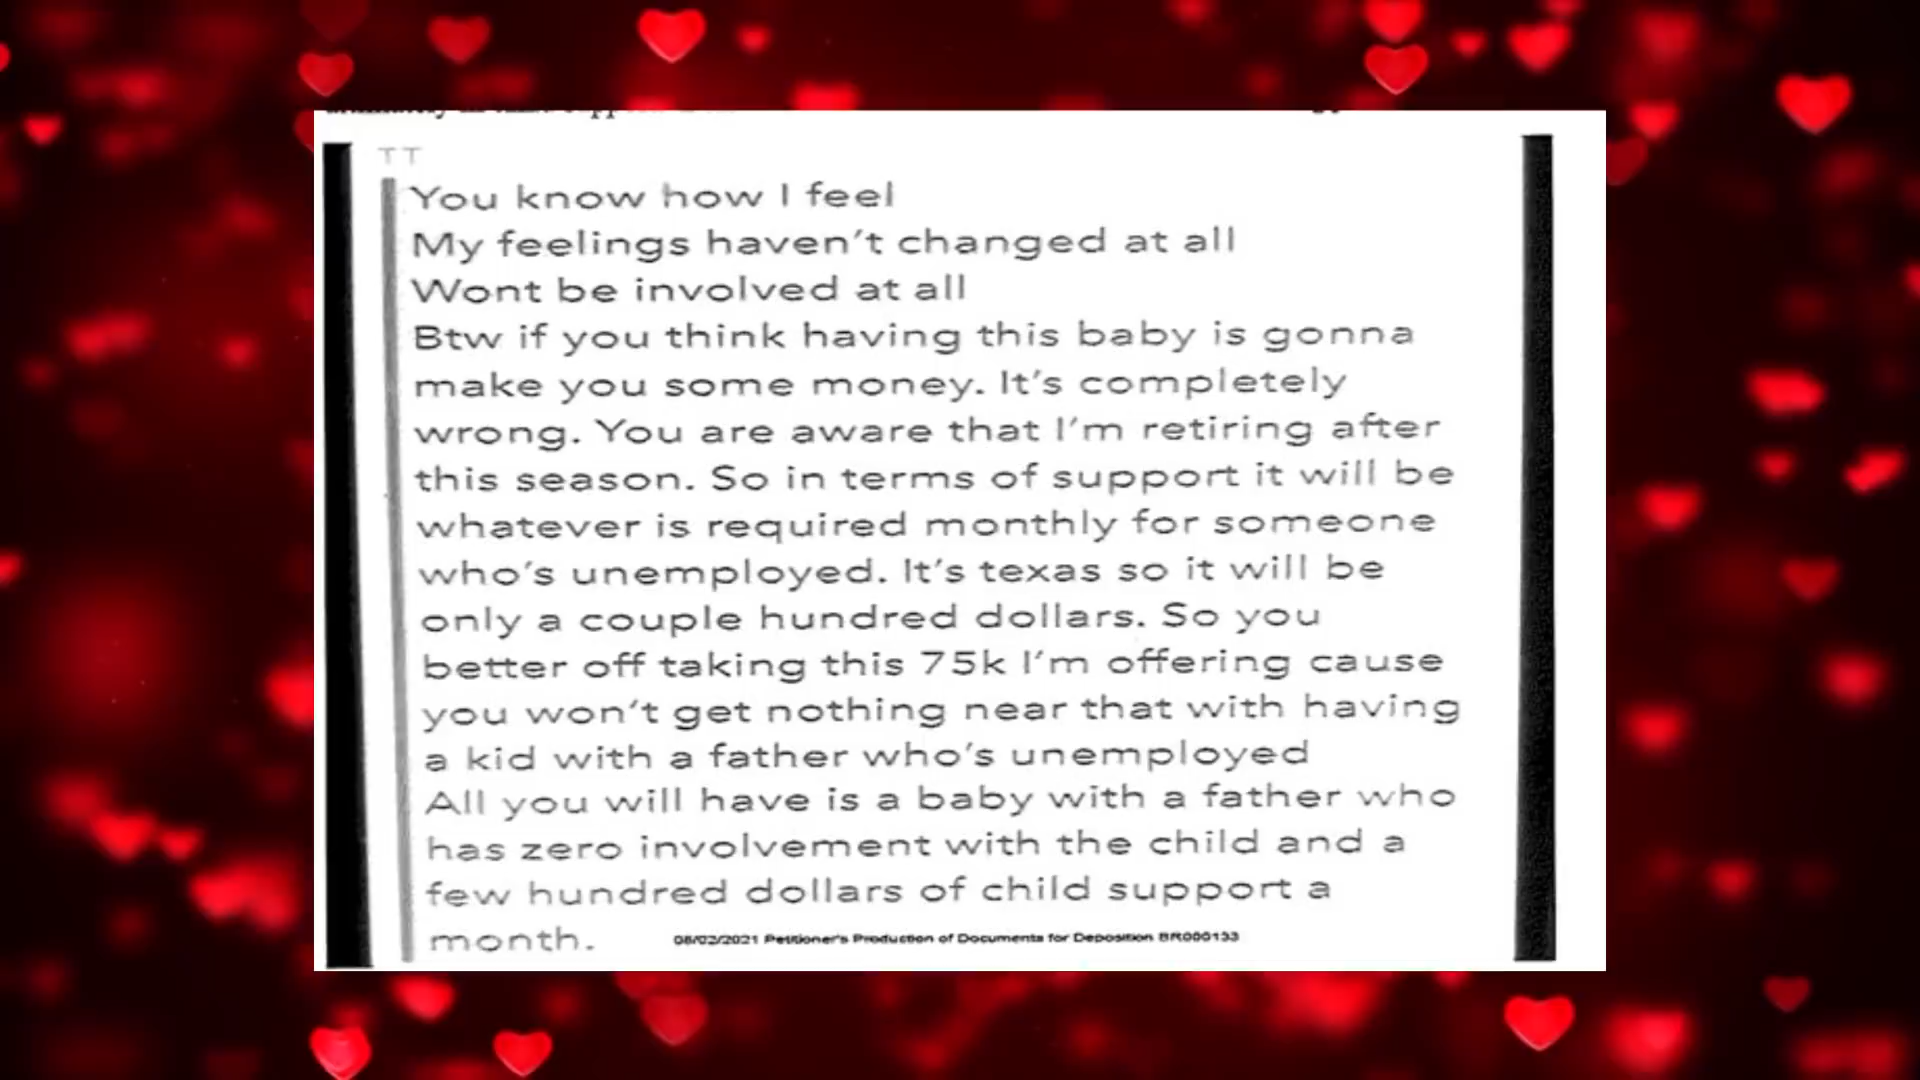 TT
You know how I feel
My feelings haven't changed at all
Wont be involved at all
Btw if you think having this baby is gonna
make you some money. It's completely
wrong. You are aware that I'm retiring after
this season. So in terms of support it will be
whatever is required monthly for someone
who's unemployed. It's texas so it will be
only a couple hundred dollars. So you
better off taking this 75k I'm offering cause
you won't get nothing near that with having
a kid with a father who's unemployed
All you will have is a baby with a father who
has zero involvement with the child and a
few hundred dollars of child support a
month.
08/02/2021 Petitioner's Production of Documents for Deposition BR000133